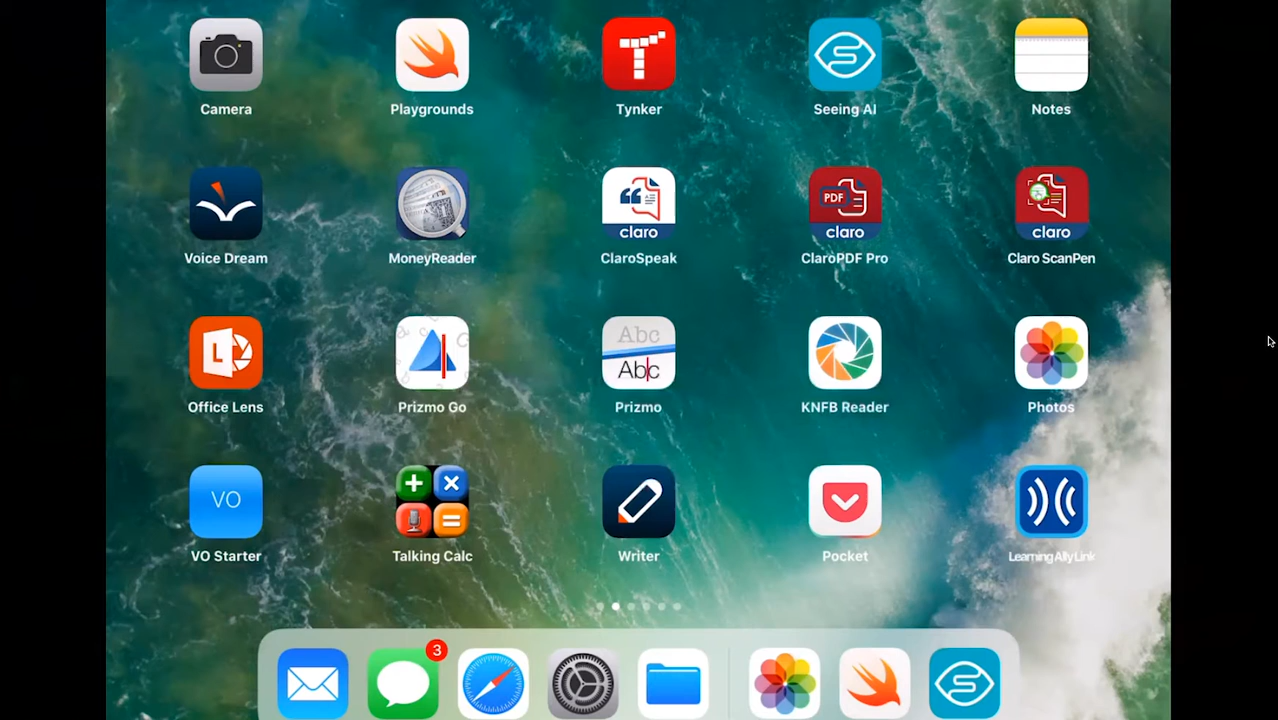 Camera
Playgrounds
Tynker
Seeing AI
Notes
claro
PDF
claro
claro
Voice Dream
MoneyReader
ClaroSpeak
ClaroPDF Pro
Claro ScanPen
L
Abc
Abc
Office Lens
Prizmo Go
Prizmo
KNFB Reader
Photos
VO
VO Starter
Talking Calc
Writer
Pocket
Learning Ally Link
3